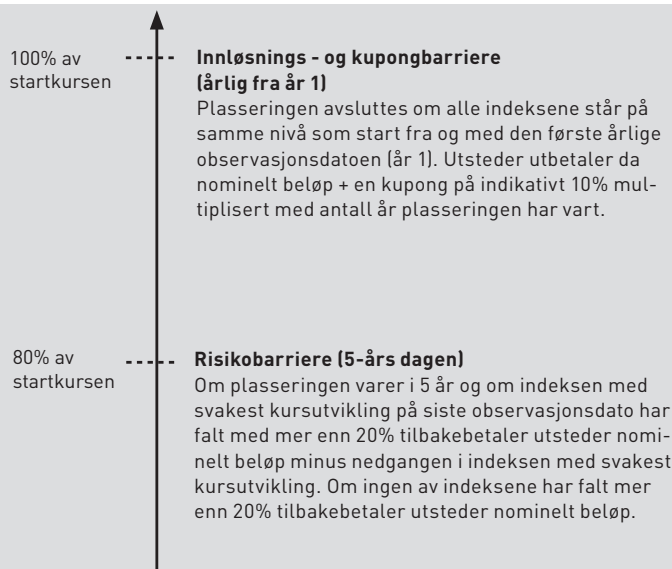 100% av
startkursen
Innløsnings - og kupongbarriere
(årlig fra år 1)
Plasseringen avsluttes om alle indeksene står på
samme nivå som start fra og med den første årlige
observasjonsdatoen (år 1). Utsteder utbetaler da
nominelt beløp + en kupong på indikativt 10% mul-
tiplisert med antall år plasseringen har vart.
80% av
startkursen
Risikobarriere (5-års dagen)
Om plasseringen varer i 5 år og om indeksen med
svakest kursutvikling på siste observasjonsdato har
falt med mer enn 20% tilbakebetaler utsteder nomi-
nelt beløp minus nedgangen i indeksen med svakest
kursutvikling. Om ingen av indeksene har falt mer
enn 20% tilbakebetaler utsteder nominelt beløp.